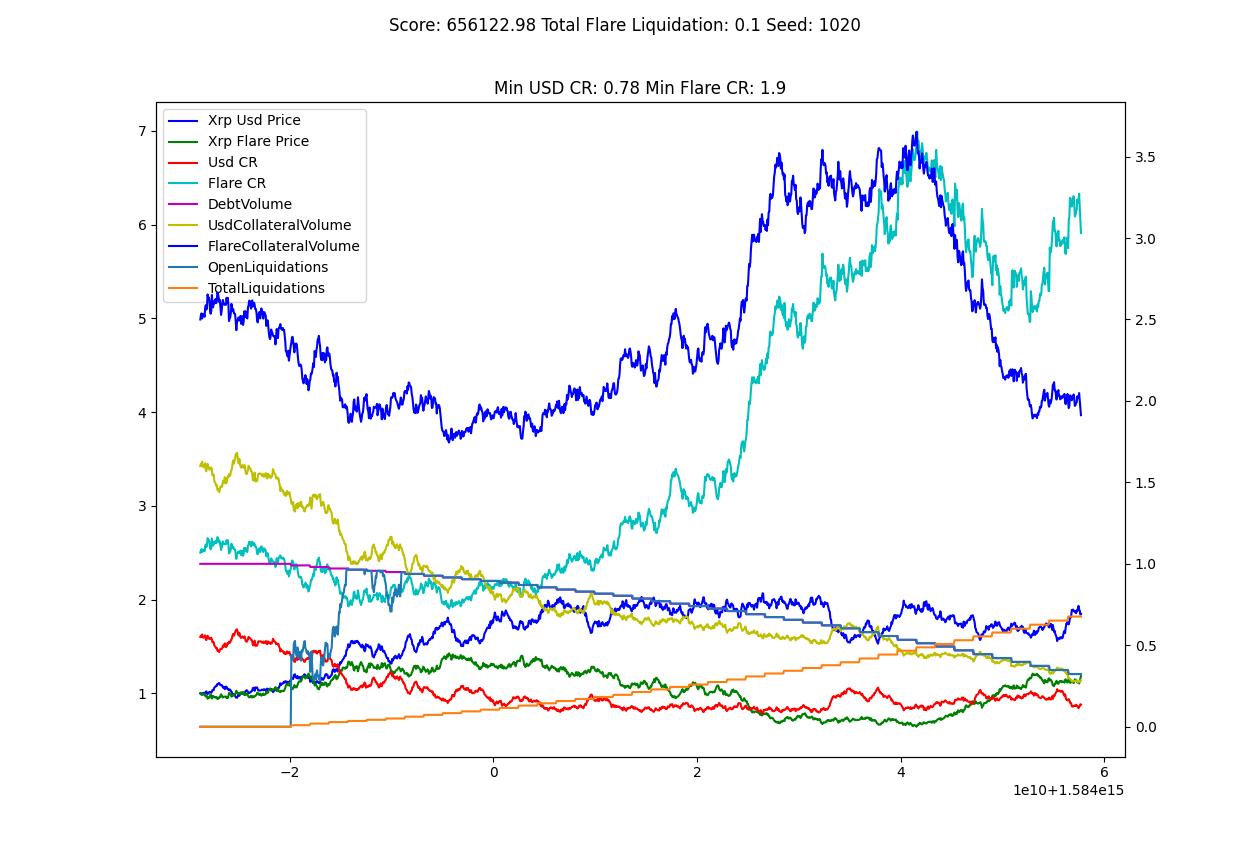 Score: 656122.98 Total Flare Liquidation: 0.1 Seed: 1020
Min USD CR: 0.78 Min Flare CR: 1.9
Xrp Usd Price
Xrp Flare Price
Usd CR
Flare CR
DebtVolume
UsdCollateralVolume
FlareCollateralVolume
OpenLiquidations
TotalLiquidations
7
6
5
4
3
2
1
3.5
3.0
2.5
2.0
1.5
1.0
0.5
0.0
−2 0 2 4 6
1e10+1.584e15